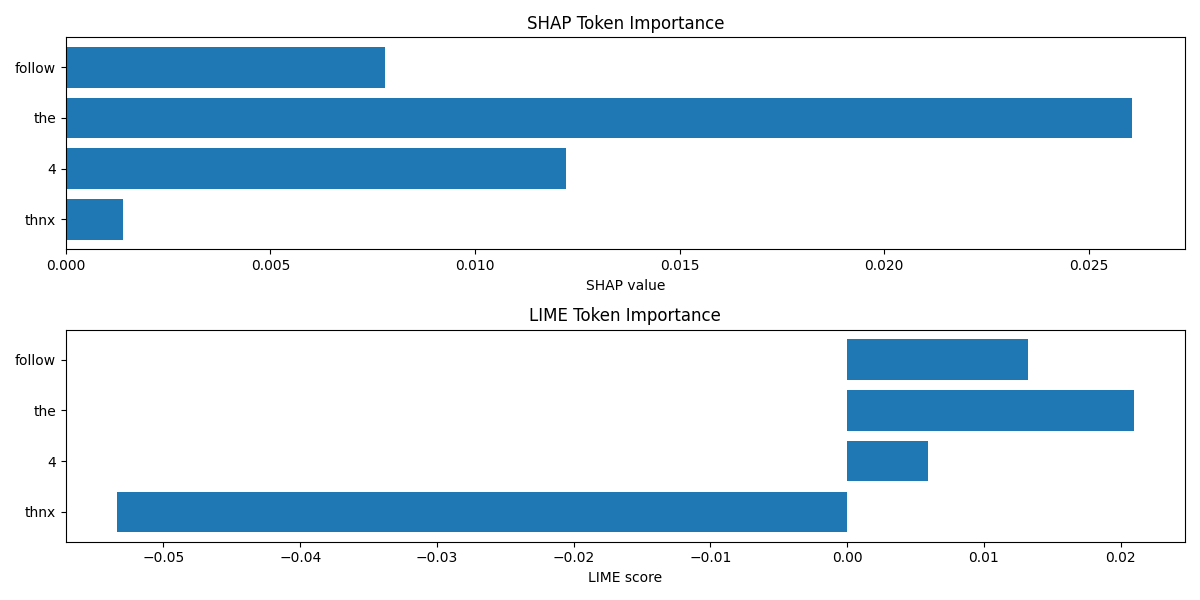 SHAP Token Importance
follow
the
4
thnx
0.000 0.005 0.010 0.015 0.020 0.025
SHAP value
LIME Token Importance
follow
the
4
thnx
−0.05 −0.04 −0.03 −0.02 −0.01 0.00 0.01 0.02
LIME score